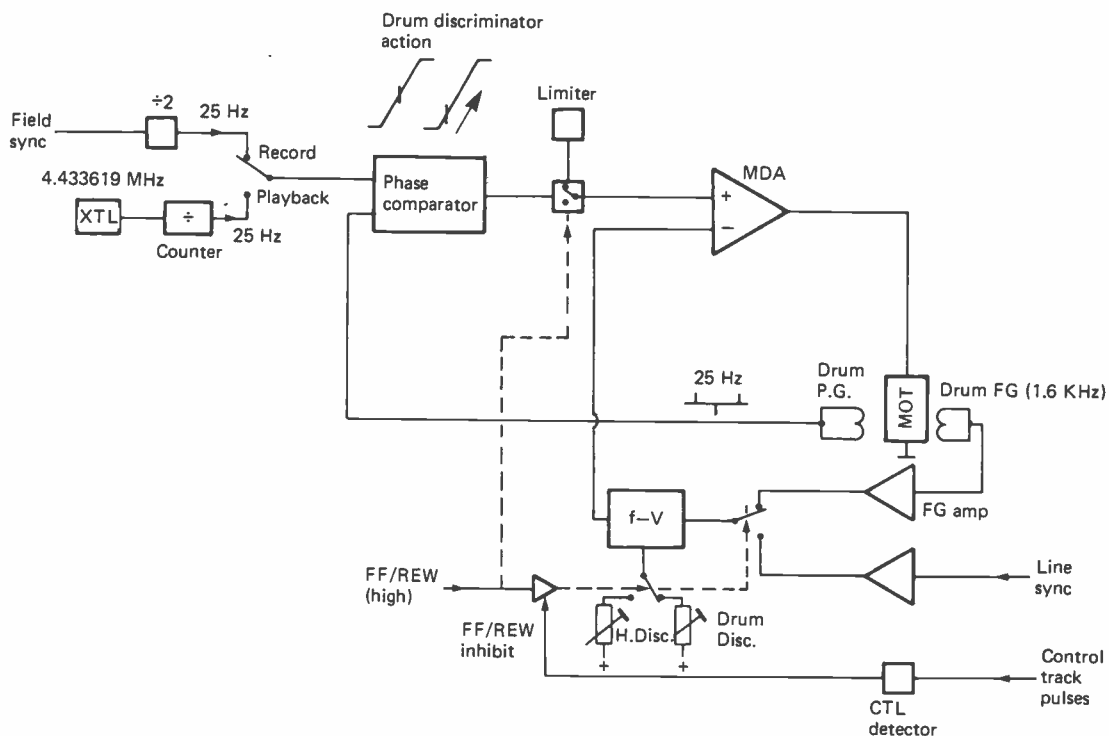 Drum discriminator
action
Limiter
÷2
25 Hz
Field
sync
Record
4.433619 MHz
Playback
XTL
÷
25 Hz
Counter
Phase
comparator
MDA
+
−
25 Hz
Drum
P.G.
MOT
Drum FG (1.6 KHz)
f–V
FG amp
FF/REW
(high)
Line
sync
FF/REW
inhibit
H.Disc.
Drum
Disc.
+
+
Control
track
pulses
CTL
detector